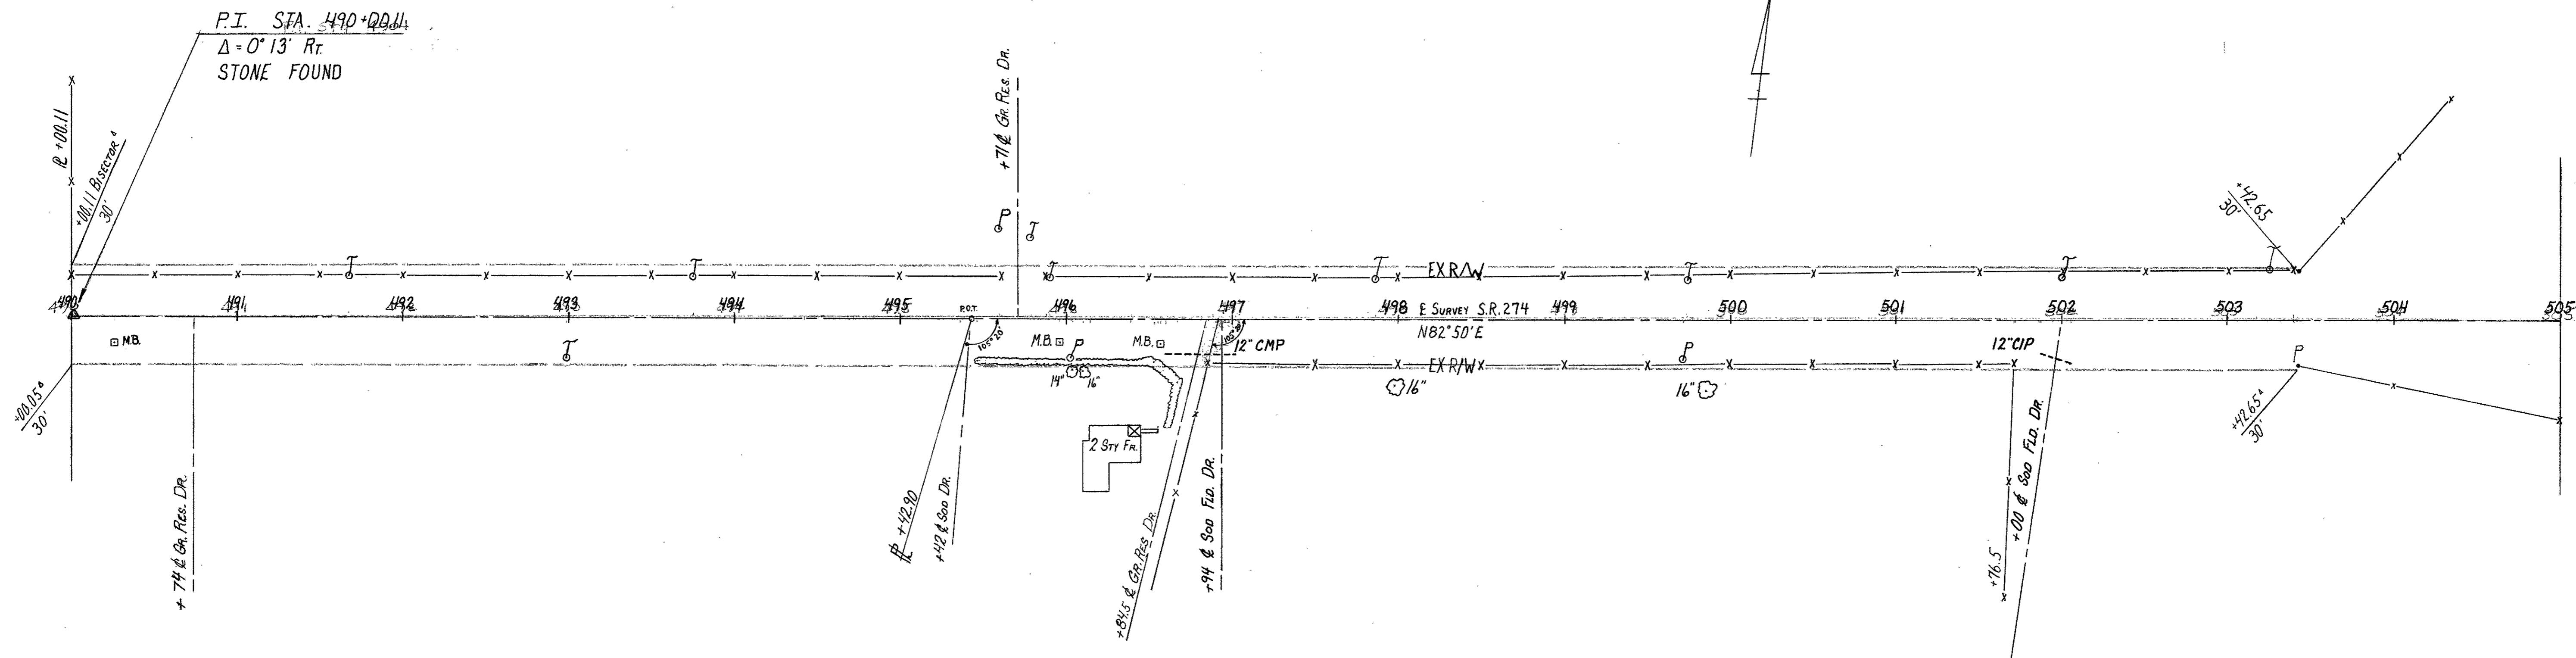 P.I. STA. 490+00.11
Δ = 0° 13' RT.
STONE FOUND
℄ +00.11
+00.11 BISECTOR
30'
+71 ℄ GR. RES. DR.
P
T
+42.65
30'
T
T
T
T
EX R/W
T
T
T
490 491 492 493 494 495 P.O.T. 496 497 498 ℄ SURVEY S.R. 274 499 500 501 502 503 504 505
N82°50'E
M.B.
T
105° 20'
M.B.
P
M.B.
12" CMP
EX R/W
P
12" CIP
P
14"
16"
16"
16"
+00.05
30'
+42.65
30'
2 STY FR.
+74 ℄ GR. RES. DR.
℄ +42.90
+42 ℄ SOD DR.
+84.5 ℄ GR. RES. DR.
+94 ℄ SOD FLD. DR.
+76.5
+00 ℄ SOD FLD. DR.